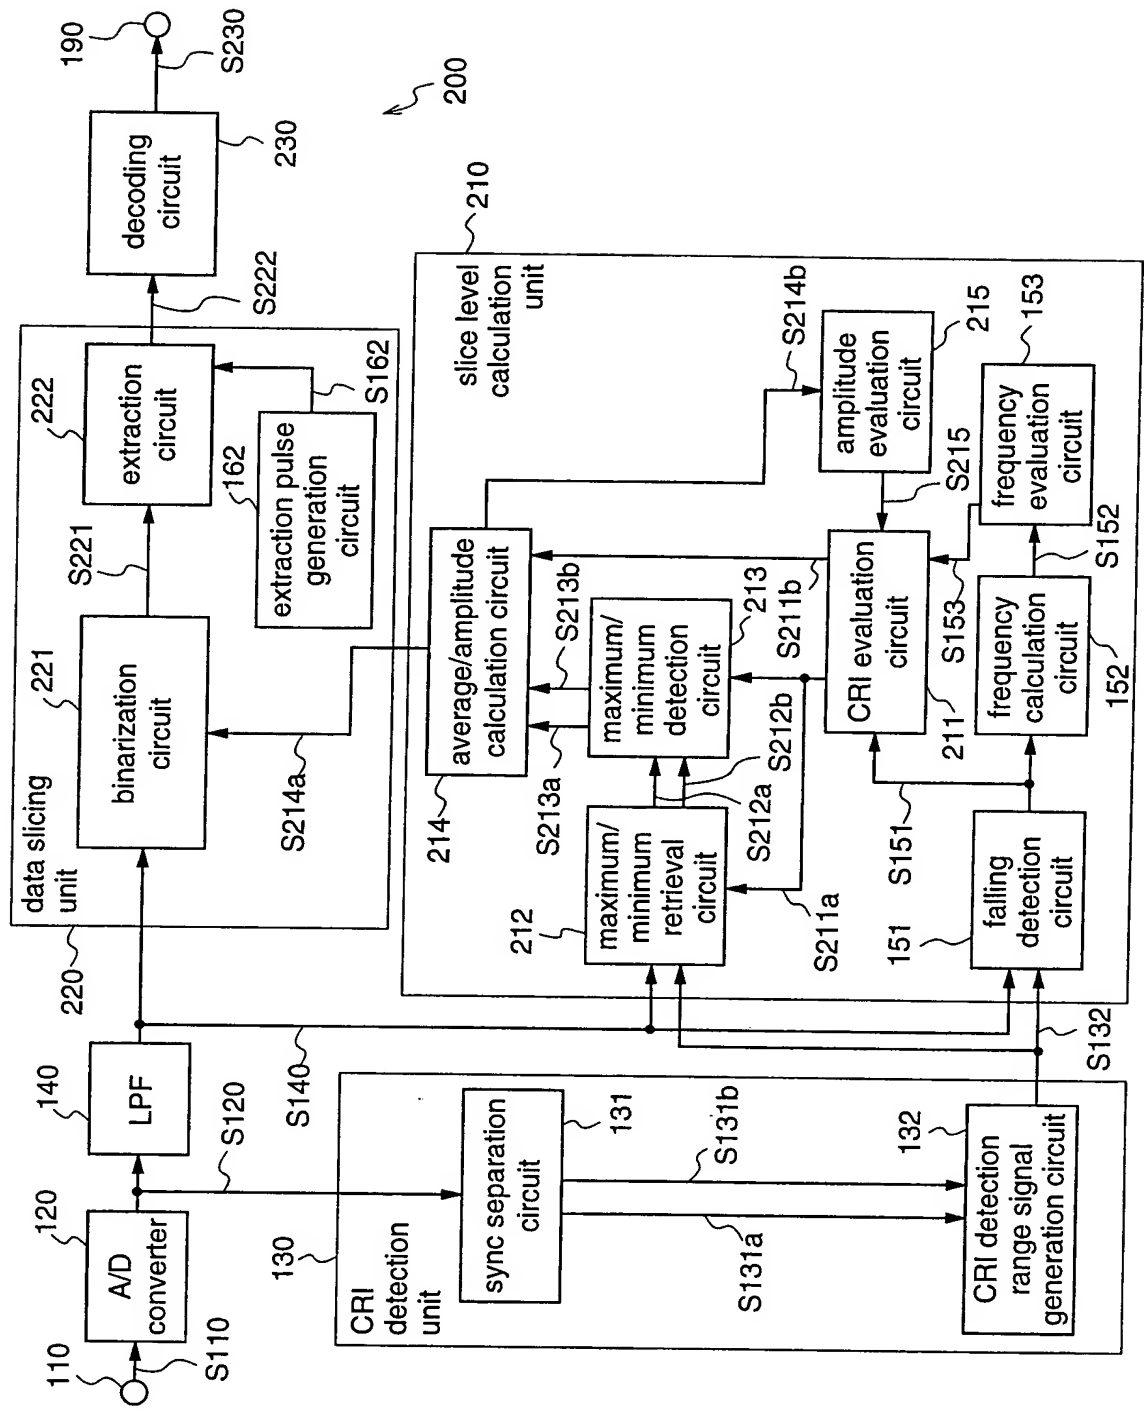 110
S110
A/D
converter
120
S120
LPF
140
S140
CRI
detection
unit
130
sync separation
circuit
131
S131a
S131b
CRI detection
range signal
generation circuit
132
S132
data slicing
unit
220
binarization
circuit
221
S221
S214a
extraction
circuit
222
extraction pulse
generation
circuit
162
S162
S222
decoding
circuit
230
S230
190
200
slice level
calculation
unit
210
average/amplitude
calculation circuit
214
S213a
S213b
S214b
maximum/
minimum
retrieval
circuit
212
S212a
S212b
maximum/
minimum
detection
circuit
213
S211a
S211b
CRI evaluation
circuit
211
amplitude
evaluation
circuit
215
S215
falling
detection
circuit
151
S151
frequency
calculation
circuit
152
S152
frequency
evaluation
circuit
153
S153